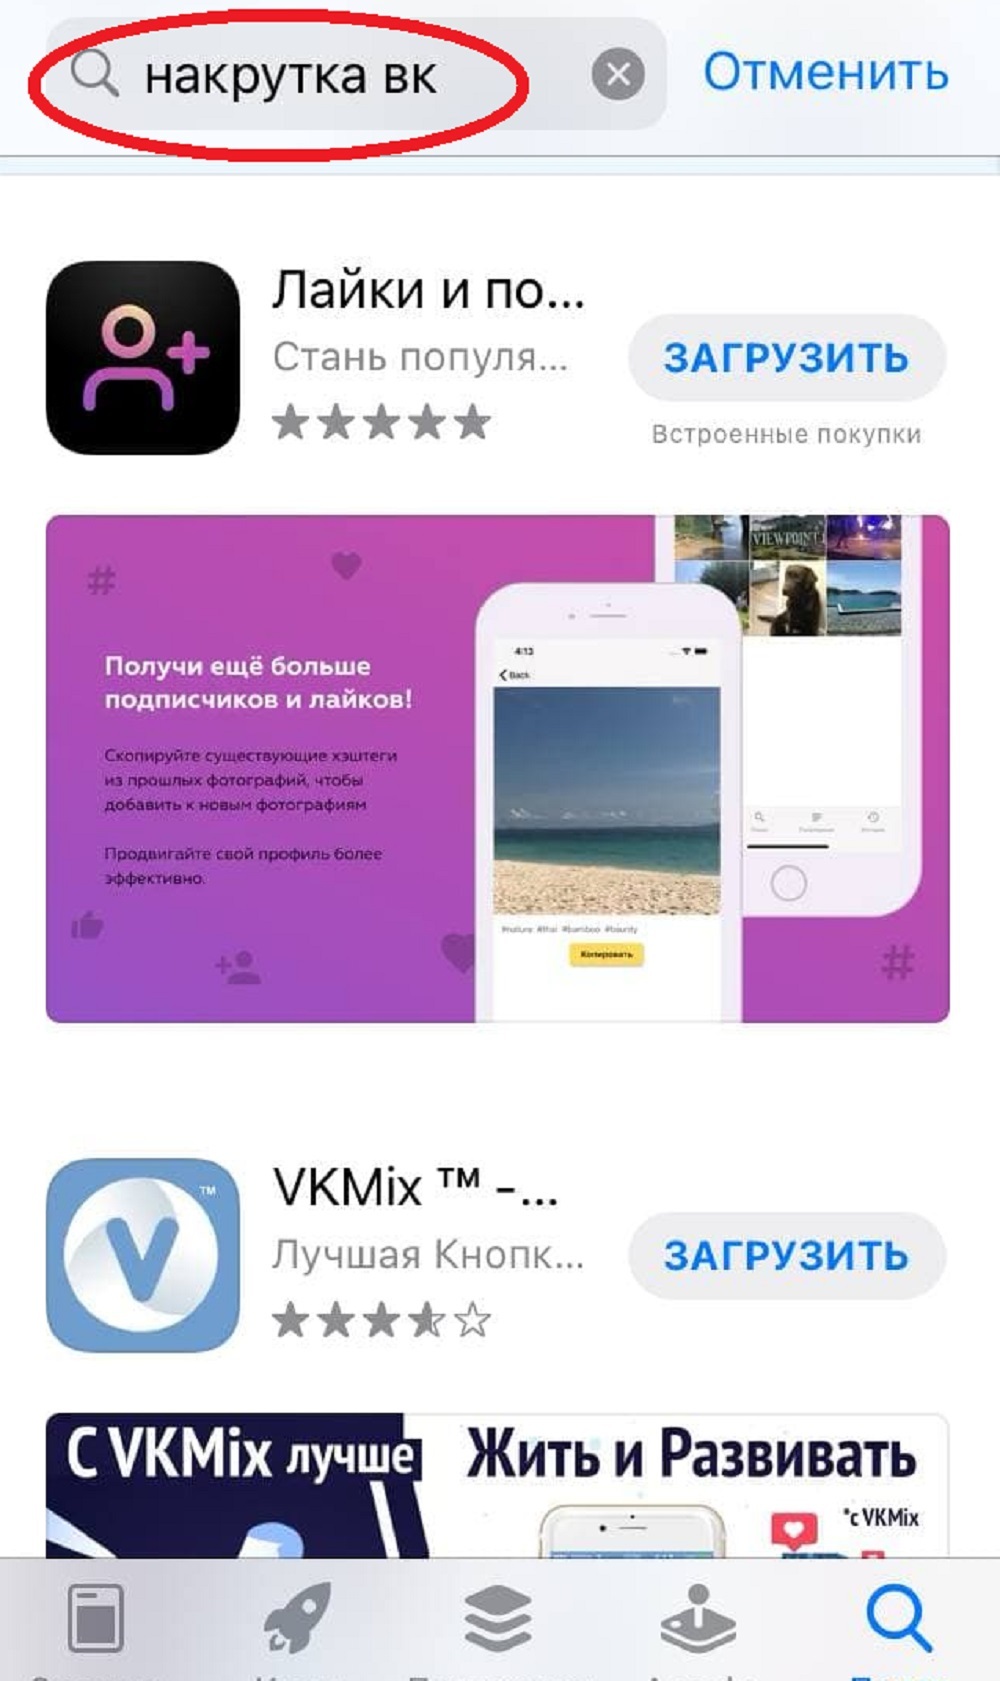 накрутка вк
Отменить
Лайки и по...
Стань популя...
ЗАГРУЗИТЬ
Встроенные покупки
Получи ещё больше
подписчиков и лайков!
Скопируйте существующие хэштеги
из прошлых фотографий, чтобы
добавить к новым фотографиям
Продвигайте свой профиль более
эффективно.
VIEWPOINT
4:13
Back
#nature #thai #bamboo #bounty
Копировать
VKMix ™ -...
Лучшая Кнопк...
ЗАГРУЗИТЬ
V ™
С VKMix лучше
Жить и Развивать
*с VKMix